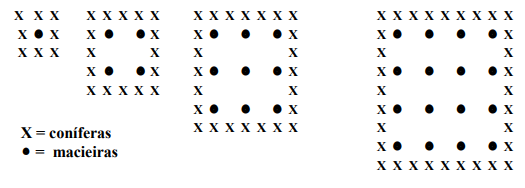 X X X X X X X X X X X X X X X X X X X X X X X X
X ● X X ● ● X X ● ● ● X X ● ● ● ● X
X X X X X X X X X
X ● ● X X ● ● ● X X ● ● ● ● X
X X X X X X X X X
X ● ● ● X X ● ● ● ● X
X X X X X X X X X
X = coníferas
X ● ● ● ● X
● = macieiras
X X X X X X X X X